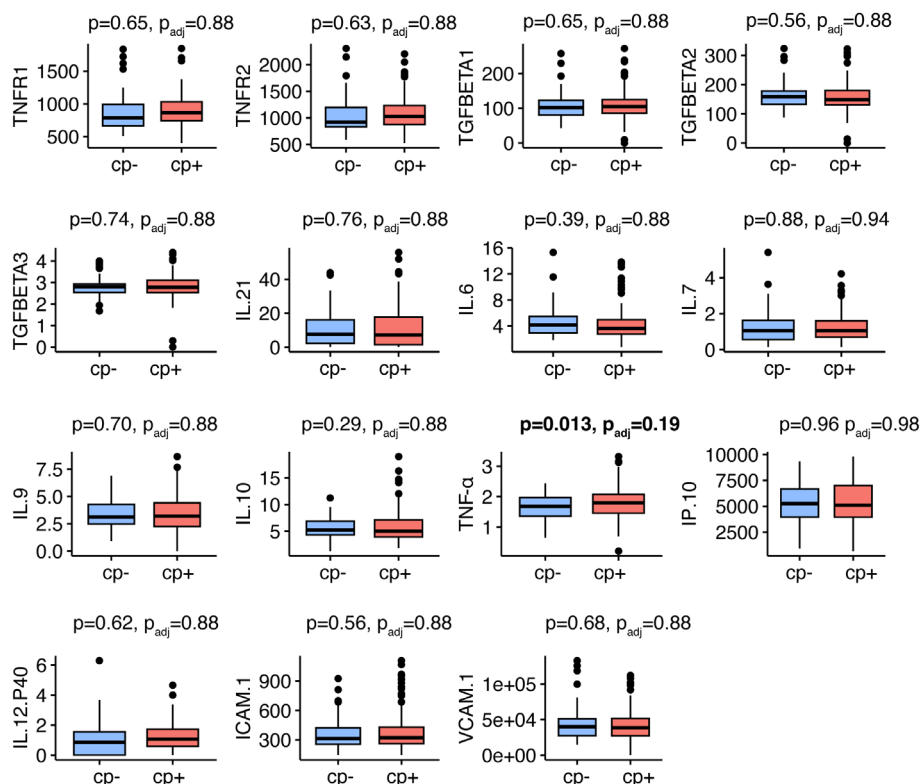 p=0.65, padj=0.88
TNFR1
1500
1000
500
cp- cp+
p=0.63, padj=0.88
TNFR2
2000
1500
1000
500
cp- cp+
p=0.65, padj=0.88
TGFBETA1
200
100
0
cp- cp+
p=0.56, padj=0.88
TGFBETA2
300
200
100
0
cp- cp+
p=0.74, padj=0.88
TGFBETA3
4
3
2
1
0
cp- cp+
p=0.76, padj=0.88
IL.21
40
20
0
cp- cp+
p=0.39, padj=0.88
IL.6
16
12
8
4
cp- cp+
p=0.88, padj=0.94
IL.7
4
2
0
cp- cp+
p=0.70, padj=0.88
IL.9
7.5
5.0
2.5
0.0
cp- cp+
p=0.29, padj=0.88
IL.10
15
10
5
cp- cp+
p=0.013, padj=0.19
TNF-α
3
2
1
cp- cp+
p=0.96 padj=0.98
IP.10
10000
7500
5000
2500
cp- cp+
p=0.62, padj=0.88
IL.12.P40
6
4
2
0
cp- cp+
p=0.56, padj=0.88
ICAM.1
900
600
300
cp- cp+
p=0.68, padj=0.88
VCAM.1
1e+05
5e+04
0e+00
cp- cp+